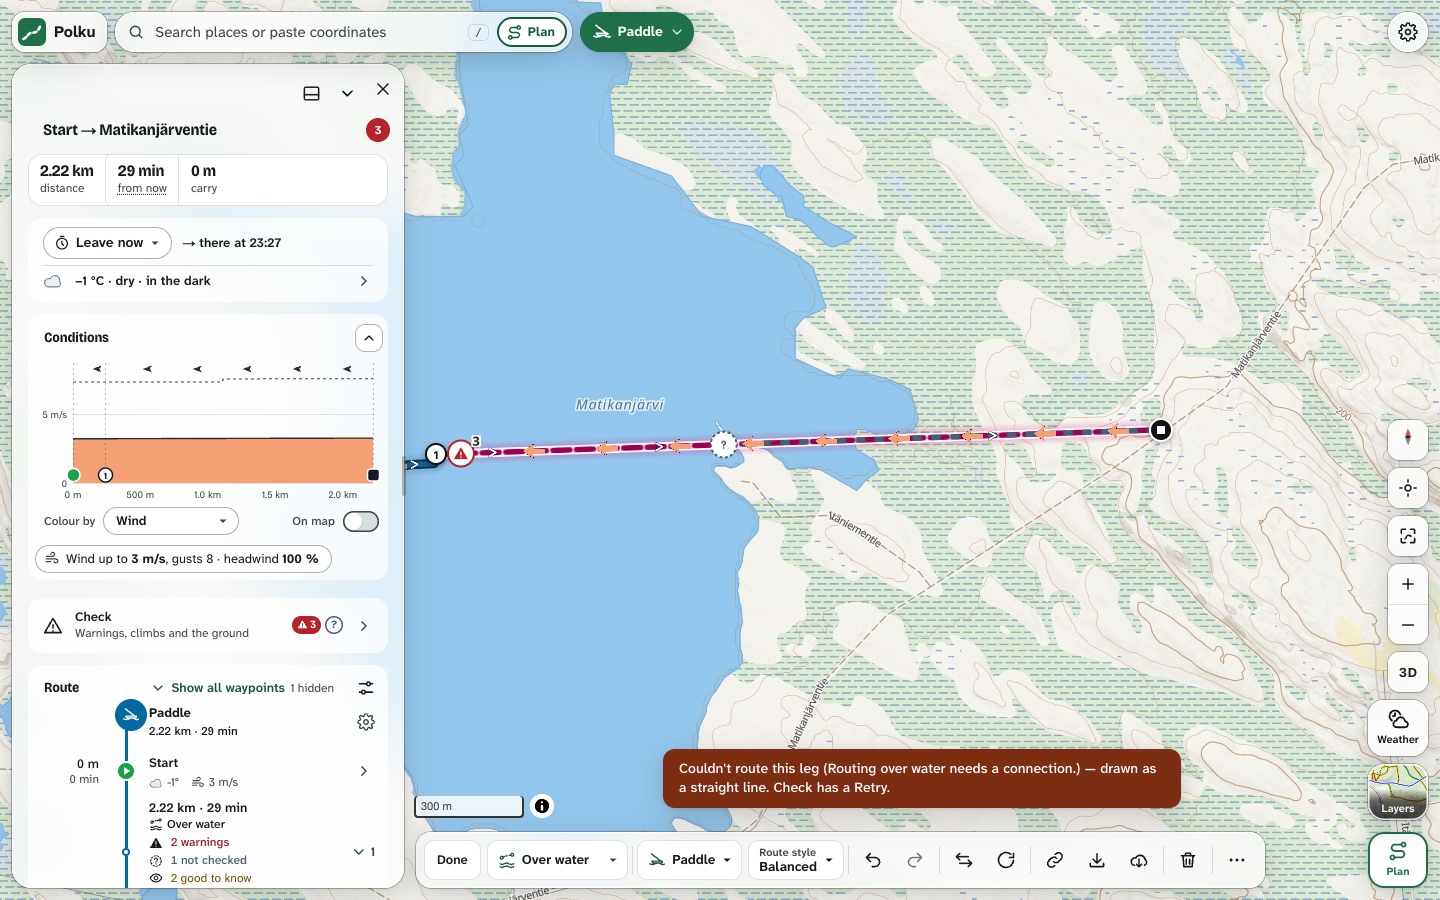 Polku
Search places or paste coordinates
/
Plan
Paddle
Start → Matikanjärventie
3
2.22 km
distance
29 min
from now
0 m
carry
Leave now
→ there at 23:27
−1 °C · dry · in the dark
Conditions
5 m/s
0
1
0 m
500 m
1.0 km
1.5 km
2.0 km
Colour by
Wind
On map
Wind up to 3 m/s, gusts 8 · headwind 100 %
Check
Warnings, climbs and the ground
3
?
Route
Show all waypoints
1 hidden
Paddle
2.22 km · 29 min
0 m
0 min
Start
-1°
3 m/s
2.22 km · 29 min
Over water
2 warnings
1 not checked
2 good to know
1
Matikanjärvi
1
3
?
Itäniementie
Matikanjärventie
Matikanjärventie
200
300 m
Couldn't route this leg (Routing over water needs a connection.) — drawn as
a straight line. Check has a Retry.
Done
Over water
Paddle
Route style
Balanced
3D
Weather
Layers
Plan